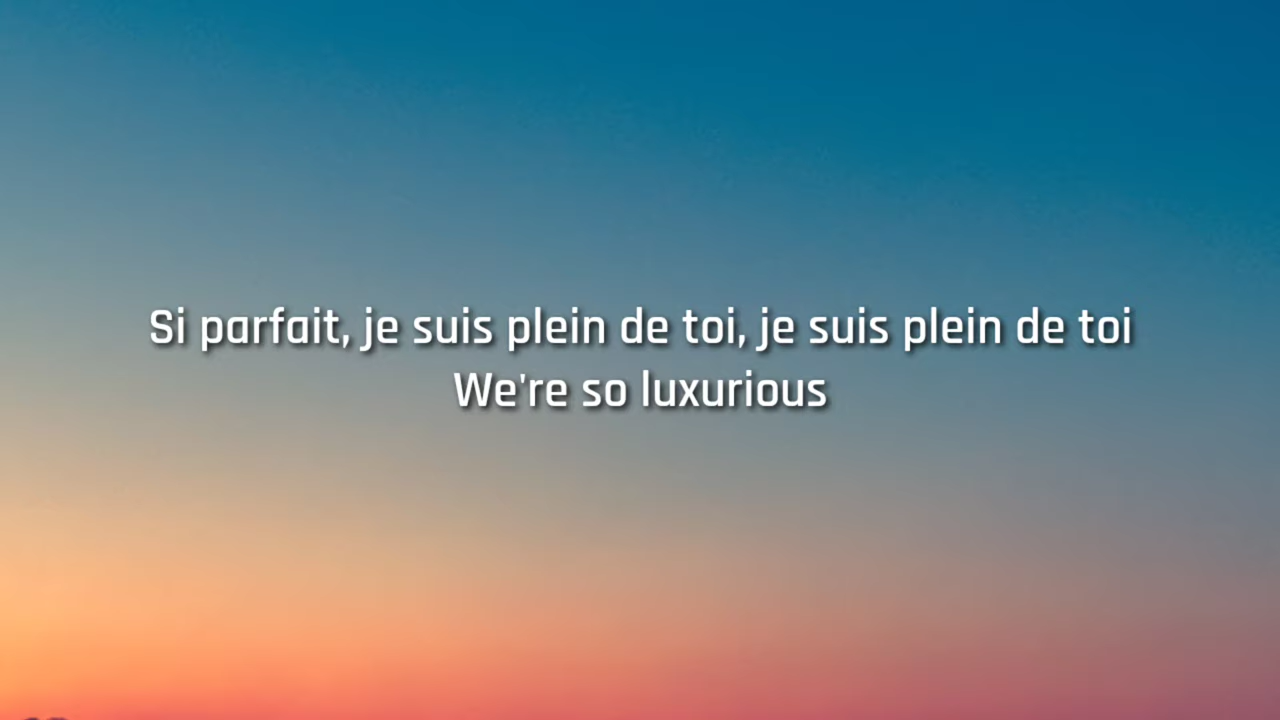 Si parfait, je suis plein de toi, je suis plein de toi
We're so luxurious